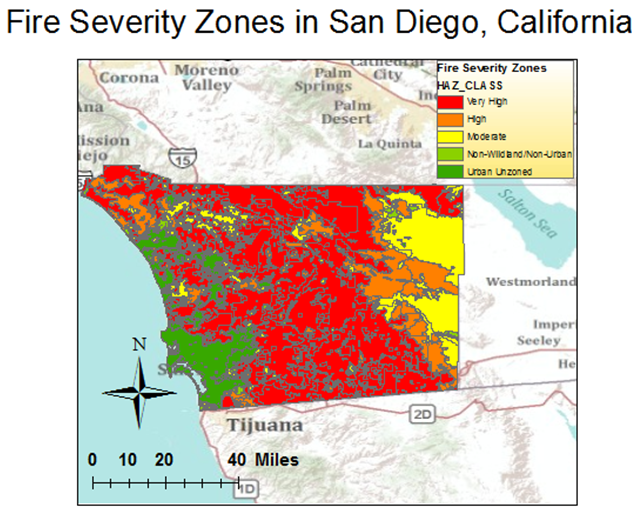 Fire Severity Zones in San Diego, California
Cathedral
City
Corona
Moreno
Valley
Palm
Springs
Palm
Desert
La Quinta
Ana
Mission
iejo
15
Fire Severity Zones
HAZ_CLASS
Very High
High
Moderate
Non-Wildland/Non-Urban
Urban Unzoned
Salton Sea
Westmorland
Imper
Seeley
He
N
S
Tijuana
2D
0 10 20 40 Miles
1D